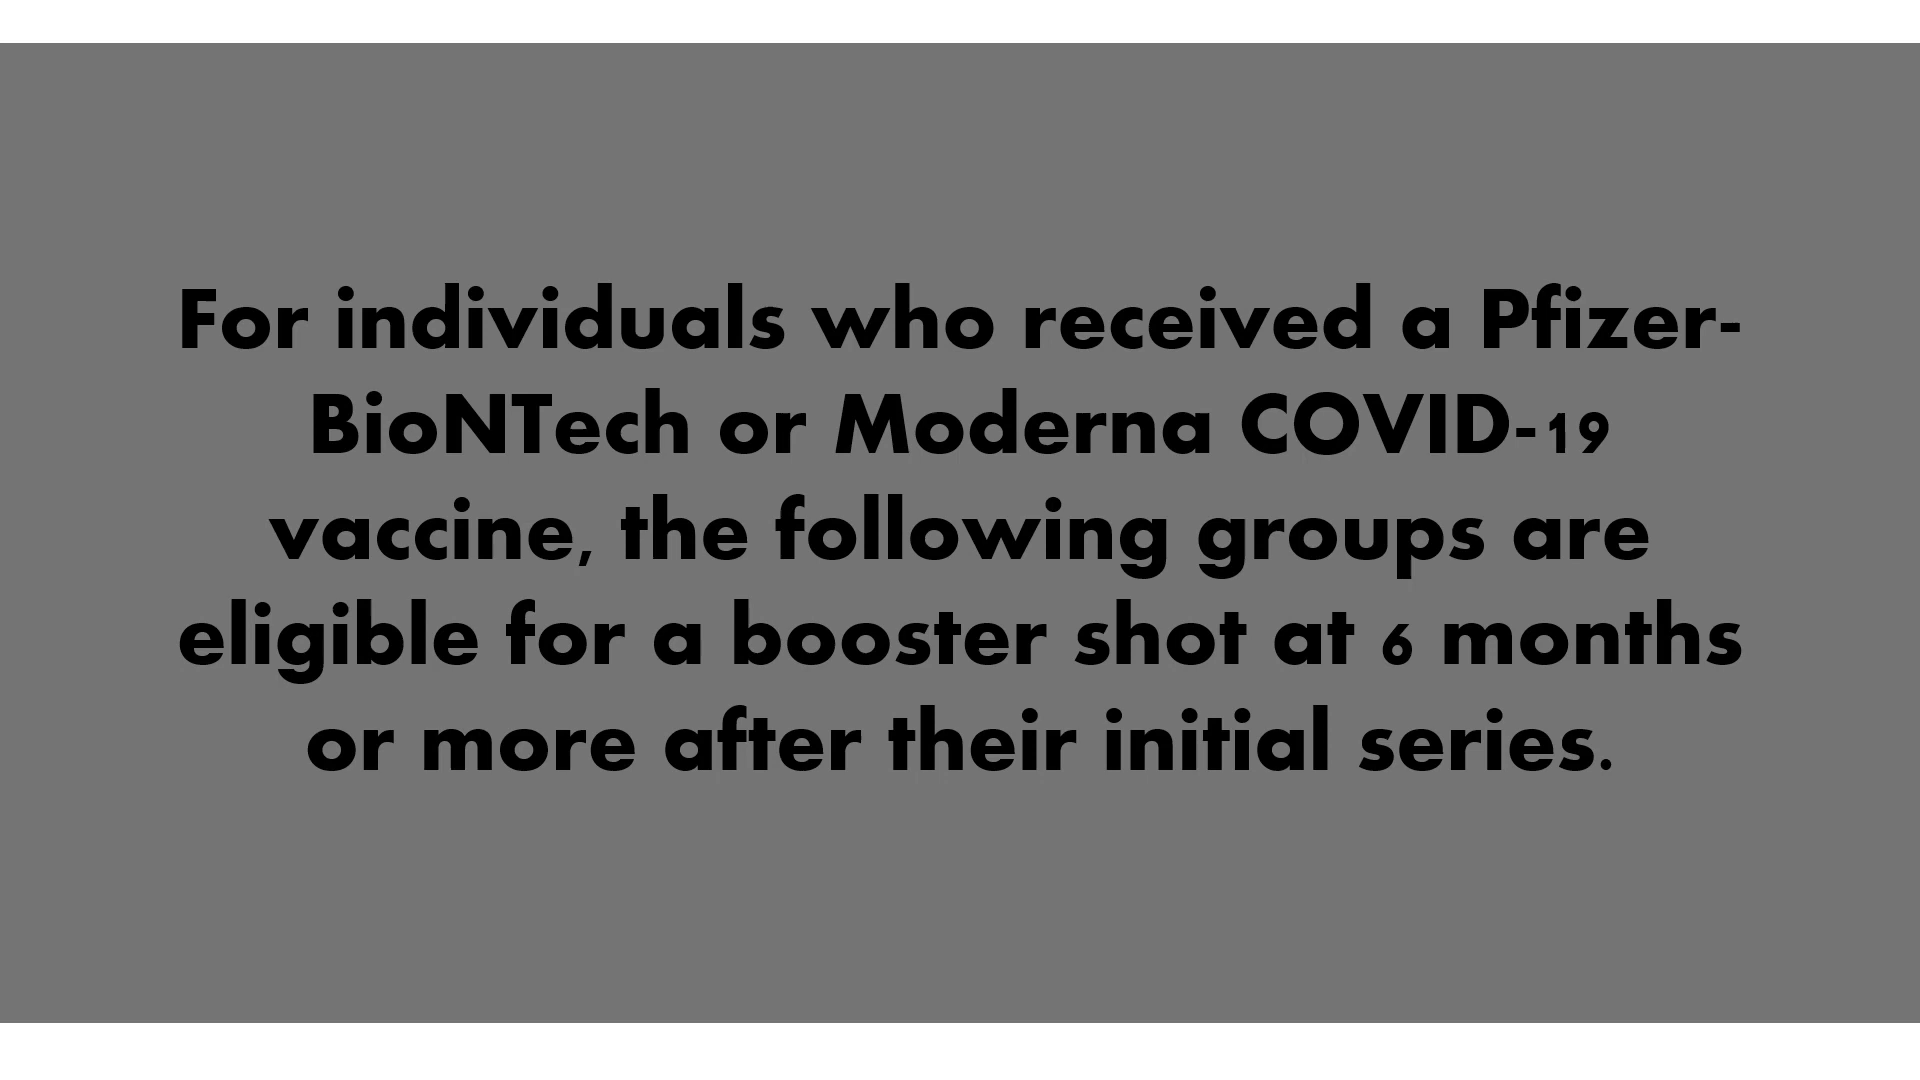 For individuals who received a Pfizer-
BioNTech or Moderna COVID-19
vaccine, the following groups are
eligible for a booster shot at 6 months
or more after their initial series.